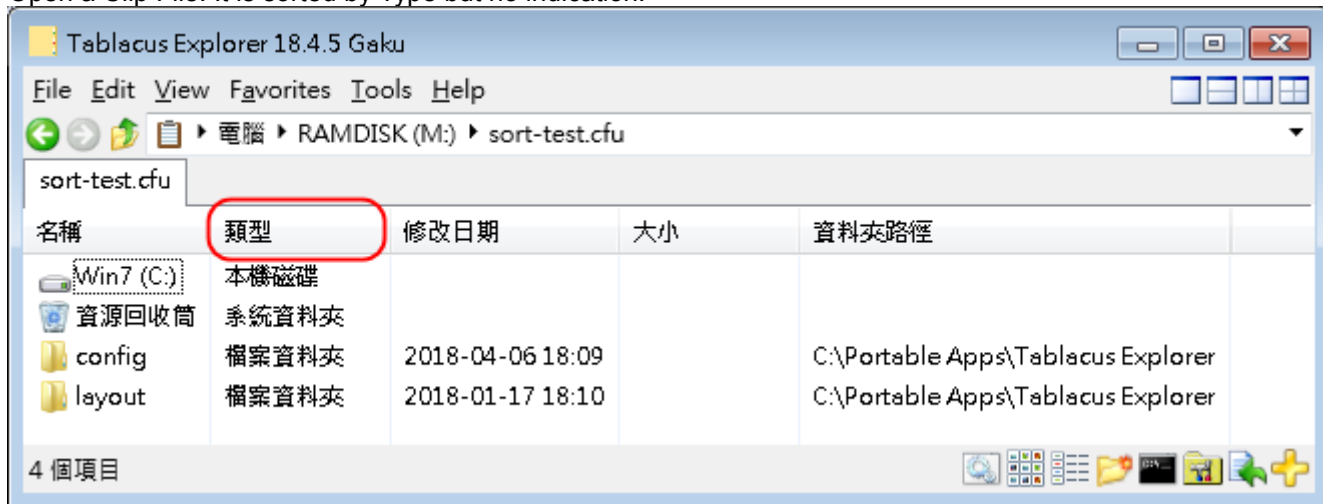 Open a Clip File. It is sorted by Type but no indication.
Tablacus Explorer 18.4.5 Gaku
File Edit View Favorites Tools Help
電腦 RAMDISK (M:) sort-test.cfu
sort-test.cfu
名稱 類型 修改日期 大小 資料夾路徑
Win7 (C:) 本機磁碟
資源回收筒 系統資料夾
config 檔案資料夾 2018-04-06 18:09 C:\Portable Apps\Tablacus Explorer
layout 檔案資料夾 2018-01-17 18:10 C:\Portable Apps\Tablacus Explorer
4 個項目